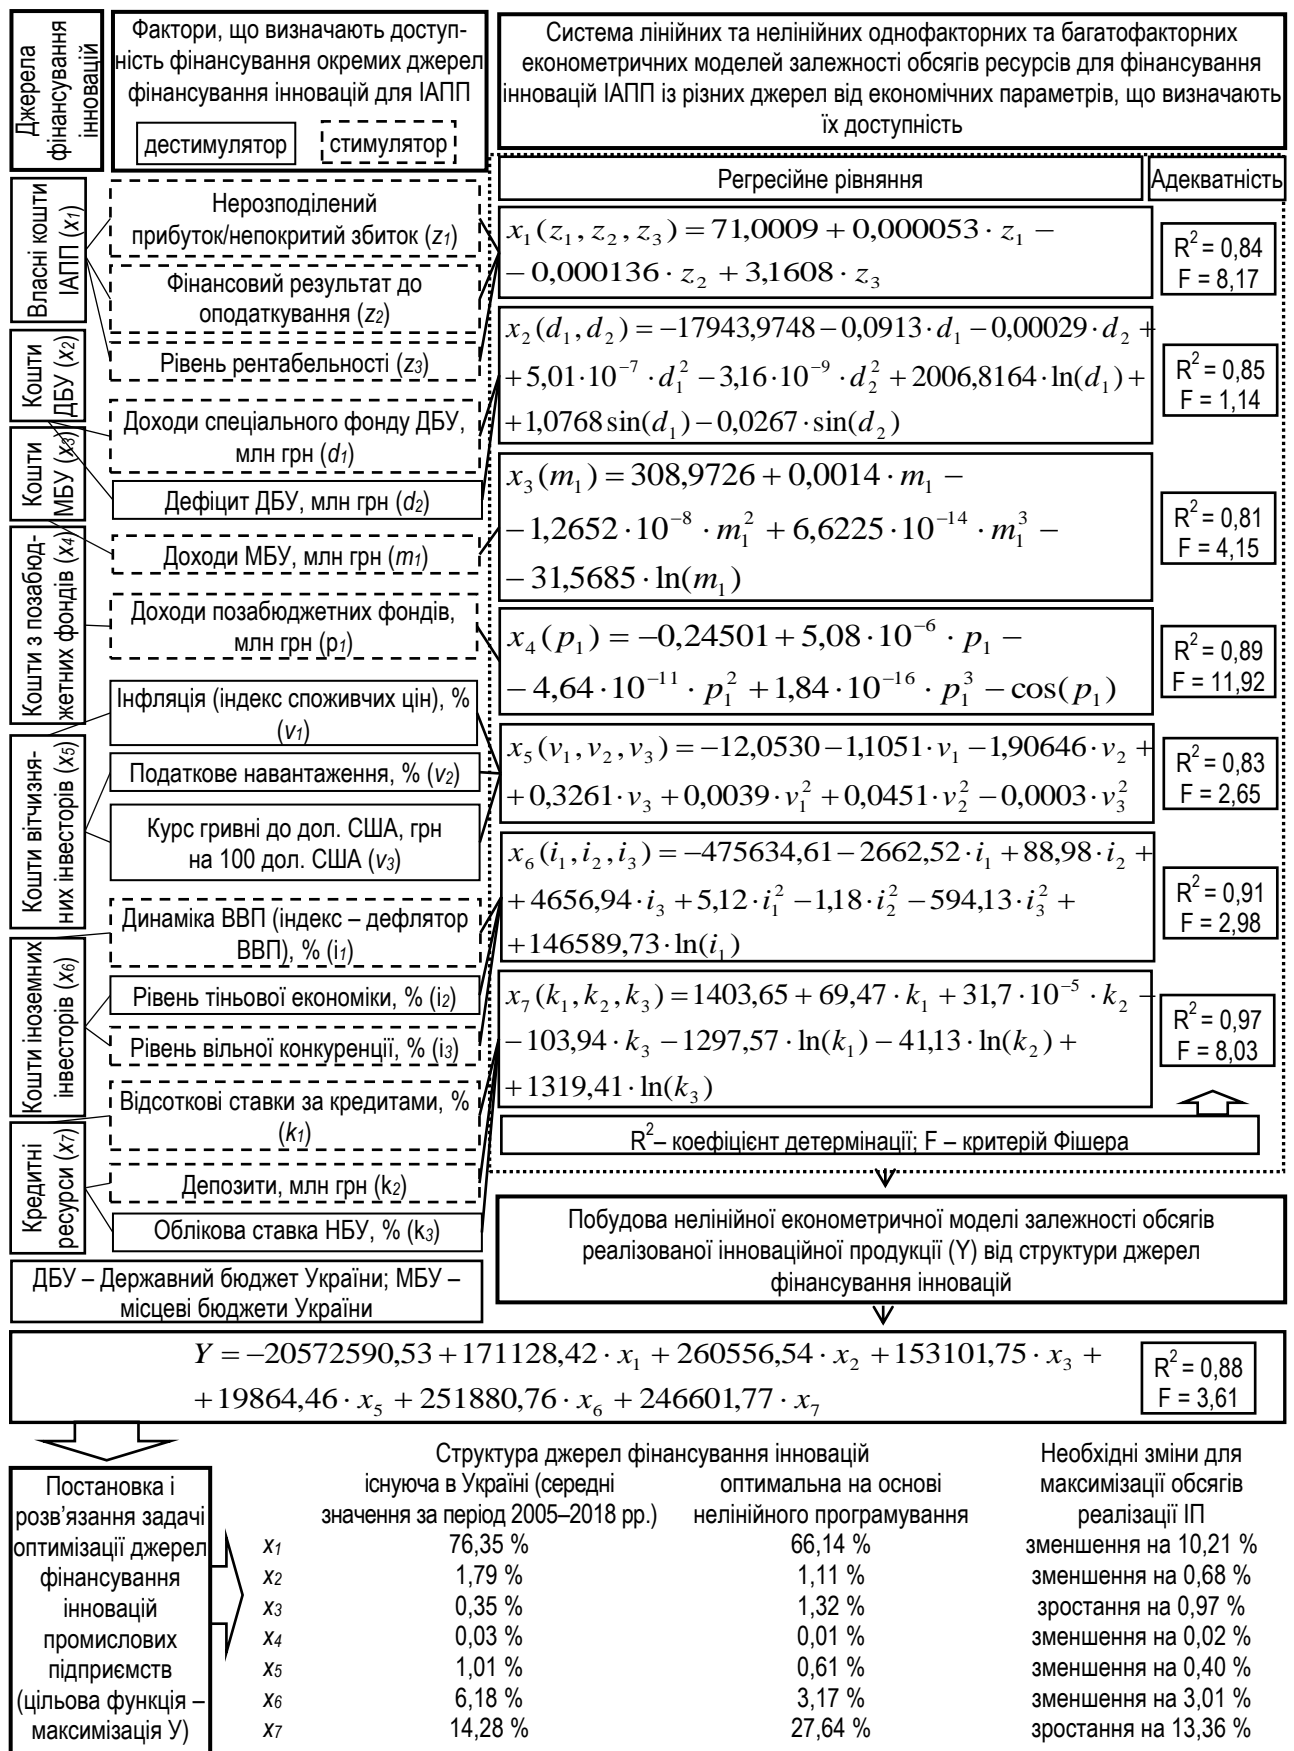 Джерела
фінансування
інновацій
Фактори, що визначають доступ-
ність фінансування окремих джерел
фінансування інновацій для ІАПП
дестимулятор
стимулятор
Система лінійних та нелінійних однофакторних та багатофакторних
економетричних моделей залежності обсягів ресурсів для фінансування
інновацій ІАПП із різних джерел від економічних параметрів, що визначають
їх доступність
Регресійне рівняння
Адекватність
Власні кошти
ІАПП (x₁)
Нерозподілений
прибуток/непокритий збиток (z₁)
Фінансовий результат до
оподаткування (z₂)
Рівень рентабельності (z₃)
x₁(z₁, z₂, z₃) = 71,0009 + 0,000053 · z₁ −
− 0,000136 · z₂ + 3,1608 · z₃
R² = 0,84
F = 8,17
Кошти
ДБУ (x₂)
Доходи спеціального фонду ДБУ,
млн грн (d₁)
Дефіцит ДБУ, млн грн (d₂)
x₂(d₁, d₂) = −17943,9748 − 0,0913 · d₁ − 0,00029 · d₂ +
+ 5,01 · 10⁻⁷ · d₁² − 3,16 · 10⁻⁹ · d₂² + 2006,8164 · ln(d₁) +
+ 1,0768 sin(d₁) − 0,0267 · sin(d₂)
R² = 0,85
F = 1,14
Кошти
МБУ (x₃)
Доходи МБУ, млн грн (m₁)
x₃(m₁) = 308,9726 + 0,0014 · m₁ −
− 1,2652 · 10⁻⁸ · m₁² + 6,6225 · 10⁻¹⁴ · m₁³ −
− 31,5685 · ln(m₁)
R² = 0,81
F = 4,15
Кошти з позабюд-
жетних фондів (x₄)
Доходи позабюджетних фондів,
млн грн (p₁)
x₄(p₁) = −0,24501 + 5,08 · 10⁻⁶ · p₁ −
− 4,64 · 10⁻¹¹ · p₁² + 1,84 · 10⁻¹⁶ · p₁³ − cos(p₁)
R² = 0,89
F = 11,92
Кошти вітчизня-
них інвесторів (x₅)
Інфляція (індекс споживчих цін), %
(v₁)
Податкове навантаження, % (v₂)
Курс гривні до дол. США, грн
на 100 дол. США (v₃)
x₅(v₁, v₂, v₃) = −12,0530 − 1,1051 · v₁ − 1,90646 · v₂ +
+ 0,3261 · v₃ + 0,0039 · v₁² + 0,0451 · v₂² − 0,0003 · v₃²
R² = 0,83
F = 2,65
Кошти іноземних
інвесторів (x₆)
Динаміка ВВП (індекс – дефлятор
ВВП), % (i₁)
Рівень тіньової економіки, % (i₂)
Рівень вільної конкуренції, % (i₃)
x₆(i₁, i₂, i₃) = −475634,61 − 2662,52 · i₁ + 88,98 · i₂ +
+ 4656,94 · i₃ + 5,12 · i₁² − 1,18 · i₂² − 594,13 · i₃² +
+ 146589,73 · ln(i₁)
R² = 0,91
F = 2,98
Кредитні
ресурси (x₇)
Відсоткові ставки за кредитами, %
(k₁)
Депозити, млн грн (k₂)
Облікова ставка НБУ, % (k₃)
x₇(k₁, k₂, k₃) = 1403,65 + 69,47 · k₁ + 31,7 · 10⁻⁵ · k₂ −
− 103,94 · k₃ − 1297,57 · ln(k₁) − 41,13 · ln(k₂) +
+ 1319,41 · ln(k₃)
R² = 0,97
F = 8,03
R² – коефіцієнт детермінації; F – критерій Фішера
ДБУ – Державний бюджет України; МБУ –
місцеві бюджети України
Побудова нелінійної економетричної моделі залежності обсягів
реалізованої інноваційної продукції (Y) від структури джерел
фінансування інновацій
Y = −20572590,53 + 171128,42 · x₁ + 260556,54 · x₂ + 153101,75 · x₃ +
+ 19864,46 · x₅ + 251880,76 · x₆ + 246601,77 · x₇
R² = 0,88
F = 3,61
Постановка і
розв’язання задачі
оптимізації джерел
фінансування
інновацій
промислових
підприємств
(цільова функція –
максимізація У)
Структура джерел фінансування інновацій
існуюча в Україні (середні
значення за період 2005–2018 рр.)
оптимальна на основі
нелінійного програмування
Необхідні зміни для
максимізації обсягів
реалізації ІП
x₁ 76,35 % 66,14 % зменшення на 10,21 %
x₂ 1,79 % 1,11 % зменшення на 0,68 %
x₃ 0,35 % 1,32 % зростання на 0,97 %
x₄ 0,03 % 0,01 % зменшення на 0,02 %
x₅ 1,01 % 0,61 % зменшення на 0,40 %
x₆ 6,18 % 3,17 % зменшення на 3,01 %
x₇ 14,28 % 27,64 % зростання на 13,36 %